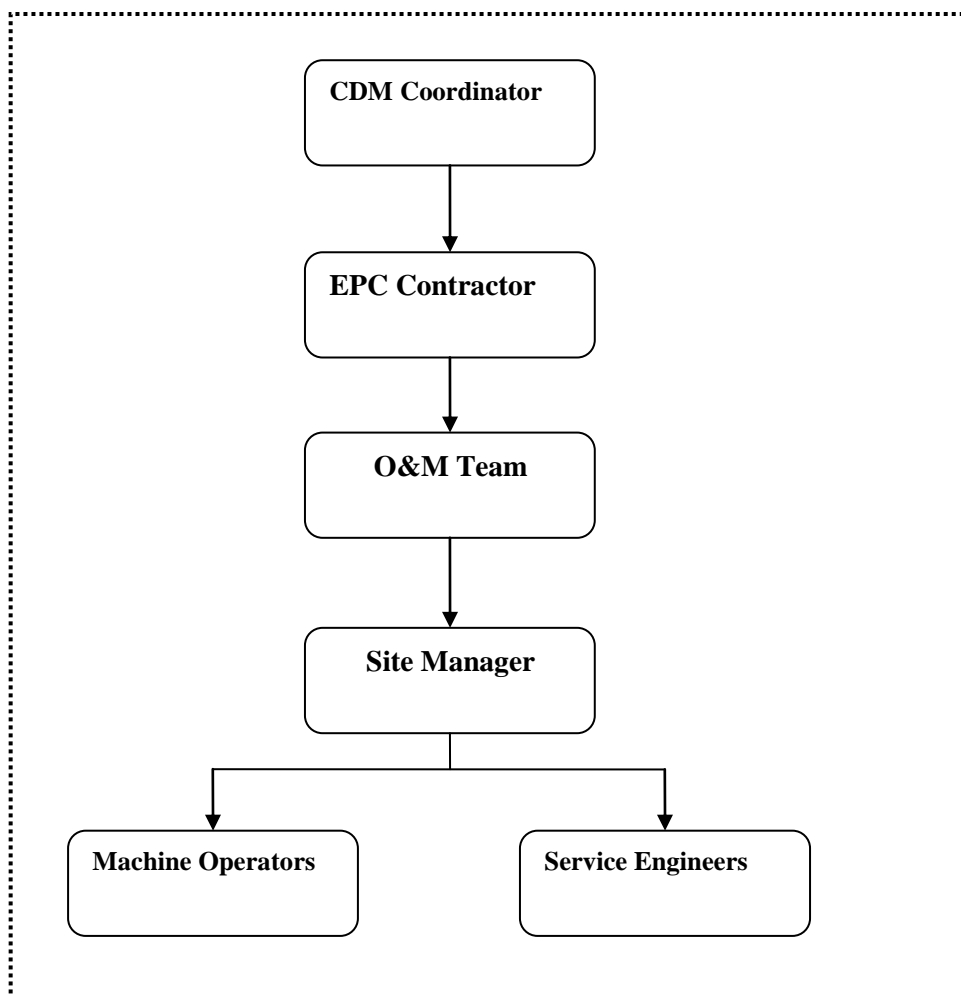 CDM Coordinator
EPC Contractor
O&M Team
Site Manager
Machine Operators
Service Engineers